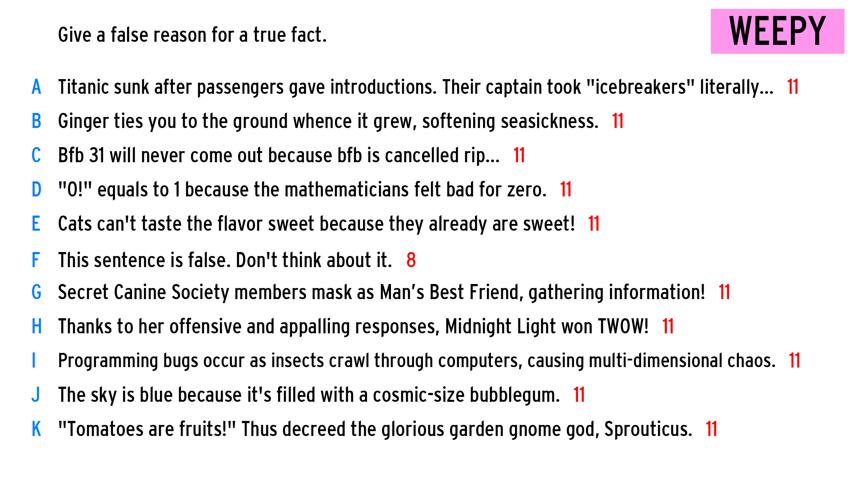 Give a false reason for a true fact.
WEEPY
A Titanic sunk after passengers gave introductions. Their captain took "icebreakers" literally... 11
B Ginger ties you to the ground whence it grew, softening seasickness. 11
C Bfb 31 will never come out because bfb is cancelled rip... 11
D "0!" equals to 1 because the mathematicians felt bad for zero. 11
E Cats can't taste the flavor sweet because they already are sweet! 11
F This sentence is false. Don't think about it. 8
G Secret Canine Society members mask as Man's Best Friend, gathering information! 11
H Thanks to her offensive and appalling responses, Midnight Light won TWOW! 11
I Programming bugs occur as insects crawl through computers, causing multi-dimensional chaos. 11
J The sky is blue because it's filled with a cosmic-size bubblegum. 11
K "Tomatoes are fruits!" Thus decreed the glorious garden gnome god, Sprouticus. 11